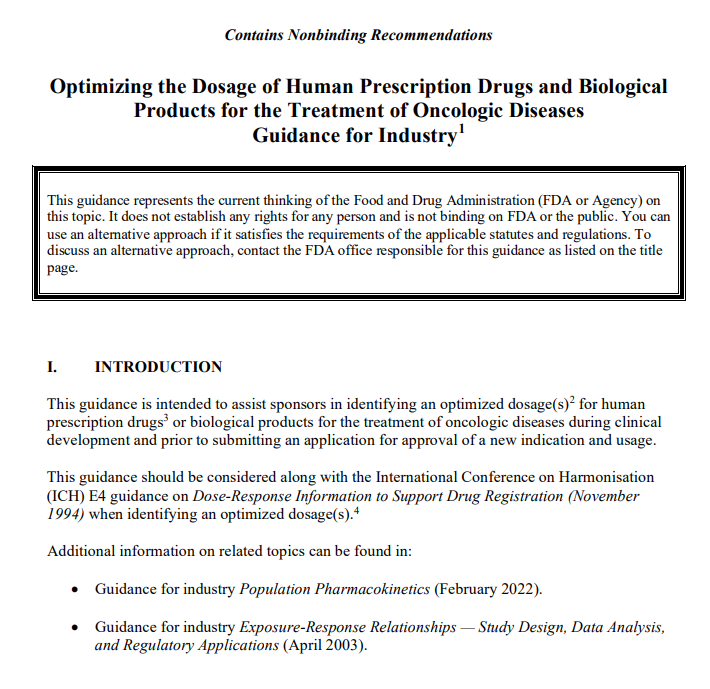 Contains Nonbinding Recommendations
Optimizing the Dosage of Human Prescription Drugs and Biological
Products for the Treatment of Oncologic Diseases
Guidance for Industry1
This guidance represents the current thinking of the Food and Drug Administration (FDA or Agency) on
this topic. It does not establish any rights for any person and is not binding on FDA or the public. You can
use an alternative approach if it satisfies the requirements of the applicable statutes and regulations. To
discuss an alternative approach, contact the FDA office responsible for this guidance as listed on the title
page.
I. INTRODUCTION
This guidance is intended to assist sponsors in identifying an optimized dosage(s)2 for human
prescription drugs3 or biological products for the treatment of oncologic diseases during clinical
development and prior to submitting an application for approval of a new indication and usage.
This guidance should be considered along with the International Conference on Harmonisation
(ICH) E4 guidance on Dose-Response Information to Support Drug Registration (November
1994) when identifying an optimized dosage(s).4
Additional information on related topics can be found in:
• Guidance for industry Population Pharmacokinetics (February 2022).
• Guidance for industry Exposure-Response Relationships — Study Design, Data Analysis,
and Regulatory Applications (April 2003).